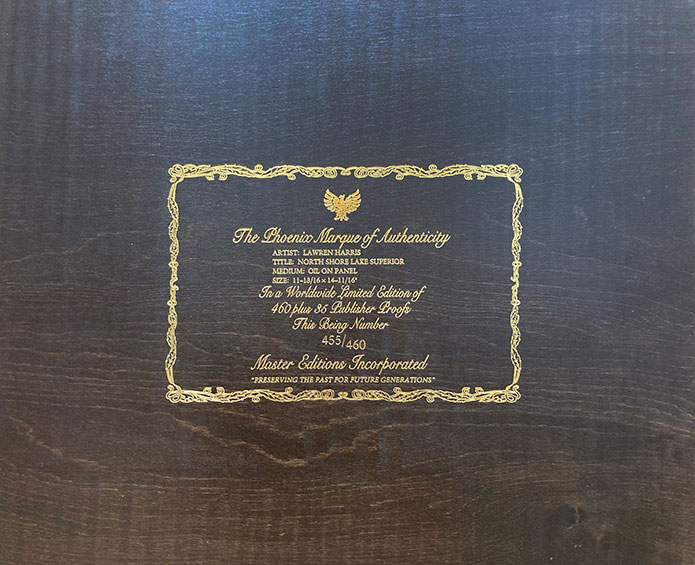 The Phoenix Marque of Authenticity
ARTIST: LAWREN HARRIS
TITLE: NORTH SHORE LAKE SUPERIOR
MEDIUM: OIL ON PANEL
SIZE: 11-13/16 x 14-11/16"
In a Worldwide Limited Edition of
460 plus 35 Publisher Proofs
This Being Number
455/460
Master Editions Incorporated
"PRESERVING THE PAST FOR FUTURE GENERATIONS"